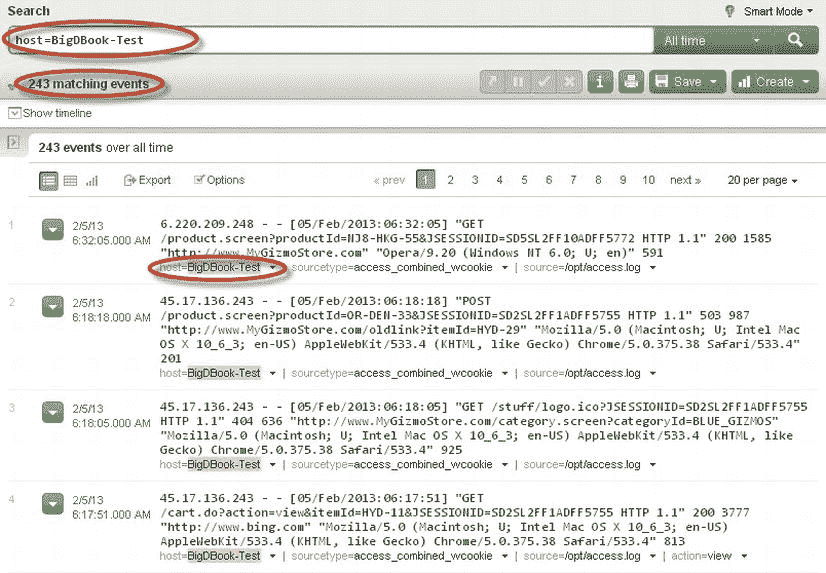 Search
Smart Mode
host=BigDBook-Test
All time
243 matching events
Save
Create
Show timeline
243 events over all time
Export
Options
« prev 1 2 3 4 5 6 7 8 9 10 next » 20 per page
1
2/5/13
6:32:05.000 AM
6.220.209.248 - - [05/Feb/2013:06:32:05] "GET
/product.screen?productId=NJ8-HKG-55&JSESSIONID=SD5SL2FF10ADFF5772 HTTP 1.1" 200 1585
"http://www.MyGizmoStore.com" "Opera/9.20 (Windows NT 6.0; U; en)" 591
host=BigDBook-Test | sourcetype=access_combined_wcookie | source=/opt/access.log
2
2/5/13
6:18:18.000 AM
45.17.136.243 - - [05/Feb/2013:06:18:18] "POST
/product.screen?productId=OR-DEN-33&JSESSIONID=SD2SL2FF1ADFF5755 HTTP 1.1" 503 987
"http://www.MyGizmoStore.com/oldlink?itemId=HYD-29" "Mozilla/5.0 (Macintosh; U; Intel Mac
OS X 10_6_3; en-US) AppleWebKit/533.4 (KHTML, like Gecko) Chrome/5.0.375.38 Safari/533.4"
201
host=BigDBook-Test | sourcetype=access_combined_wcookie | source=/opt/access.log
3
2/5/13
6:18:05.000 AM
45.17.136.243 - - [05/Feb/2013:06:18:05] "GET /stuff/logo.ico?JSESSIONID=SD2SL2FF1ADFF5755
HTTP 1.1" 404 636 "http://www.MyGizmoStore.com/category.screen?categoryId=BLUE_GIZMOS"
"Mozilla/5.0 (Macintosh; U; Intel Mac OS X 10_6_3; en-US) AppleWebKit/533.4 (KHTML, like
Gecko) Chrome/5.0.375.38 Safari/533.4" 925
host=BigDBook-Test | sourcetype=access_combined_wcookie | source=/opt/access.log
4
2/5/13
6:17:51.000 AM
45.17.136.243 - - [05/Feb/2013:06:17:51] "GET
/cart.do?action=view&itemId=HYD-11&JSESSIONID=SD2SL2FF1ADFF5755 HTTP 1.1" 200 3777
"http://www.bing.com" "Mozilla/5.0 (Macintosh; U; Intel Mac OS X 10_6_3; en-US)
AppleWebKit/533.4 (KHTML, like Gecko) Chrome/5.0.375.38 Safari/533.4" 813
host=BigDBook-Test | sourcetype=access_combined_wcookie | source=/opt/access.log | action=view